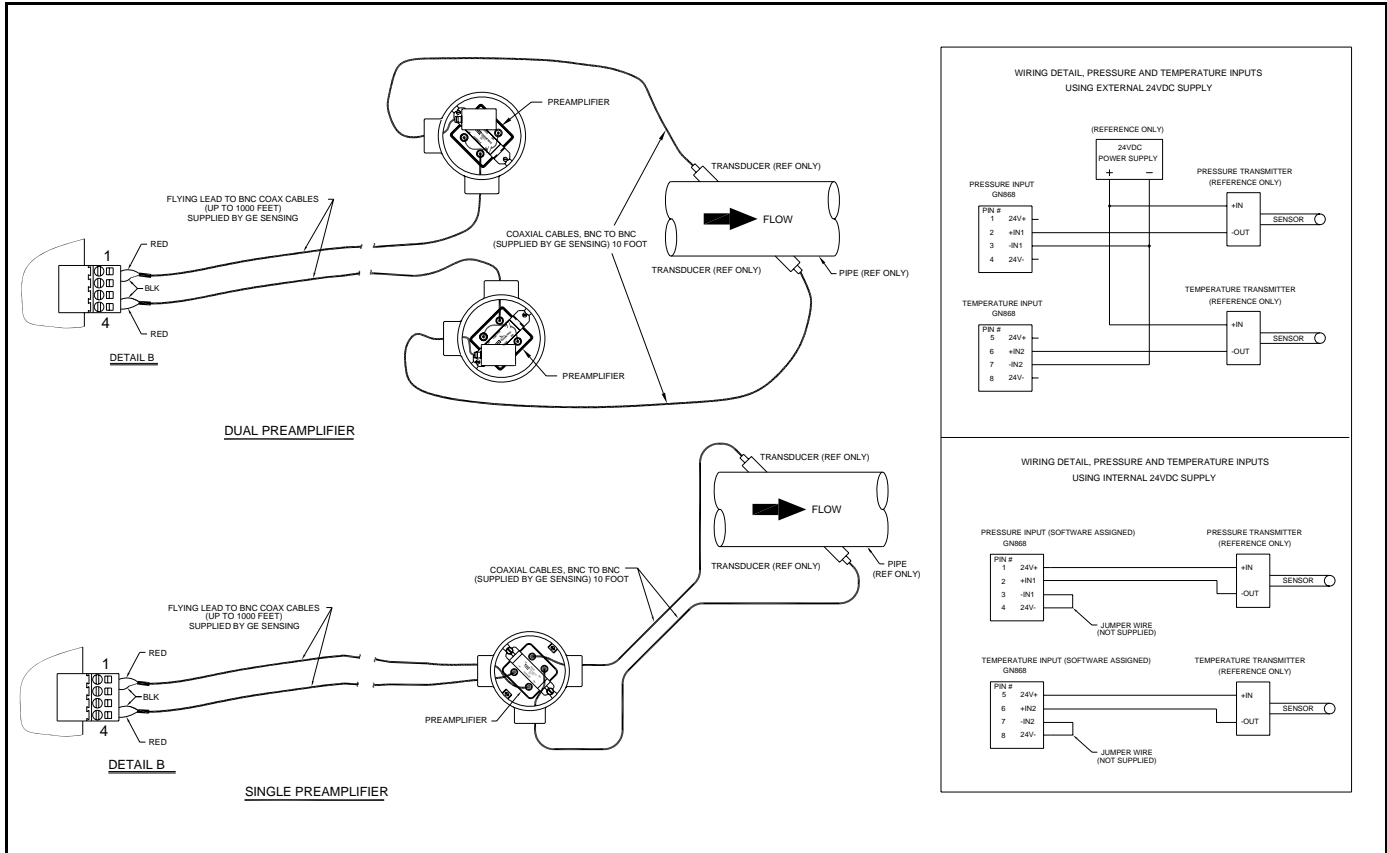 PREAMPLIFIER
TRANSDUCER (REF ONLY)
FLYING LEAD TO BNC COAX CABLES
(UP TO 1000 FEET)
SUPPLIED BY GE SENSING
FLOW
COAXIAL CABLES, BNC TO BNC
(SUPPLIED BY GE SENSING) 10 FOOT
RED
1
BLK
4
RED
TRANSDUCER (REF ONLY)
PIPE (REF ONLY)
DETAIL B
PREAMPLIFIER
DUAL PREAMPLIFIER
TRANSDUCER (REF ONLY)
FLOW
COAXIAL CABLES, BNC TO BNC
(SUPPLIED BY GE SENSING) 10 FOOT
TRANSDUCER (REF ONLY)
PIPE
(REF ONLY)
FLYING LEAD TO BNC COAX CABLES
(UP TO 1000 FEET)
SUPPLIED BY GE SENSING
RED
1
BLK
4
RED
PREAMPLIFIER
DETAIL B
SINGLE PREAMPLIFIER
WIRING DETAIL, PRESSURE AND TEMPERATURE INPUTS
USING EXTERNAL 24VDC SUPPLY
(REFERENCE ONLY)
24VDC
POWER SUPPLY
+ −
PRESSURE INPUT
GN868
PIN #
1 24V+
2 +IN1
3 -IN1
4 24V-
PRESSURE TRANSMITTER
(REFERENCE ONLY)
+IN
-OUT
SENSOR
TEMPERATURE INPUT
GN868
PIN #
5 24V+
6 +IN2
7 -IN2
8 24V-
TEMPERATURE TRANSMITTER
(REFERENCE ONLY)
+IN
-OUT
SENSOR
WIRING DETAIL, PRESSURE AND TEMPERATURE INPUTS
USING INTERNAL 24VDC SUPPLY
PRESSURE INPUT (SOFTWARE ASSIGNED)
GN868
PIN #
1 24V+
2 +IN1
3 -IN1
4 24V-
JUMPER WIRE
(NOT SUPPLIED)
PRESSURE TRANSMITTER
(REFERENCE ONLY)
+IN
-OUT
SENSOR
TEMPERATURE INPUT (SOFTWARE ASSIGNED)
GN868
PIN #
5 24V+
6 +IN2
7 -IN2
8 24V-
JUMPER WIRE
(NOT SUPPLIED)
TEMPERATURE TRANSMITTER
(REFERENCE ONLY)
+IN
-OUT
SENSOR